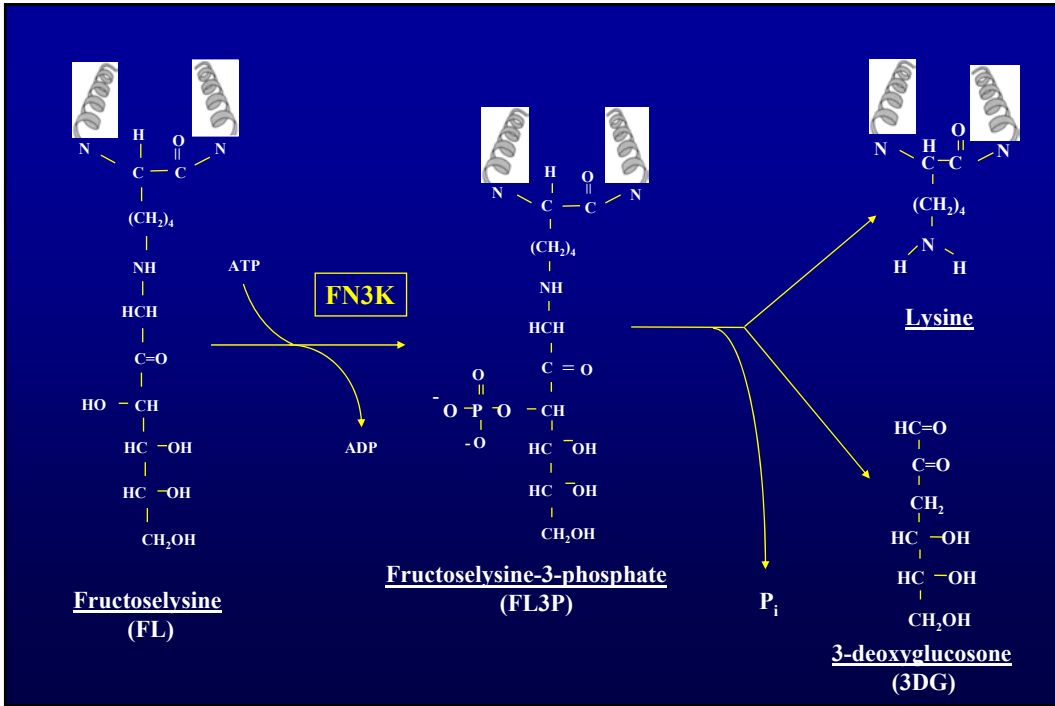 H
O
N
N
C
C
(CH2)4
NH
HCH
C=O
HO
CH
HC
OH
HC
OH
CH2OH
Fructoselysine
(FL)
ATP
FN3K
ADP
H
O
N
N
C
C
(CH2)4
NH
HCH
C = O
O
-
O
P
O
CH
- O
HC
OH
HC
OH
CH2OH
Fructoselysine-3-phosphate
(FL3P)
Pi
O
N
H
N
C
C
(CH2)4
N
H
H
Lysine
HC=O
C=O
CH2
HC
OH
HC
OH
CH2OH
3-deoxyglucosone
(3DG)